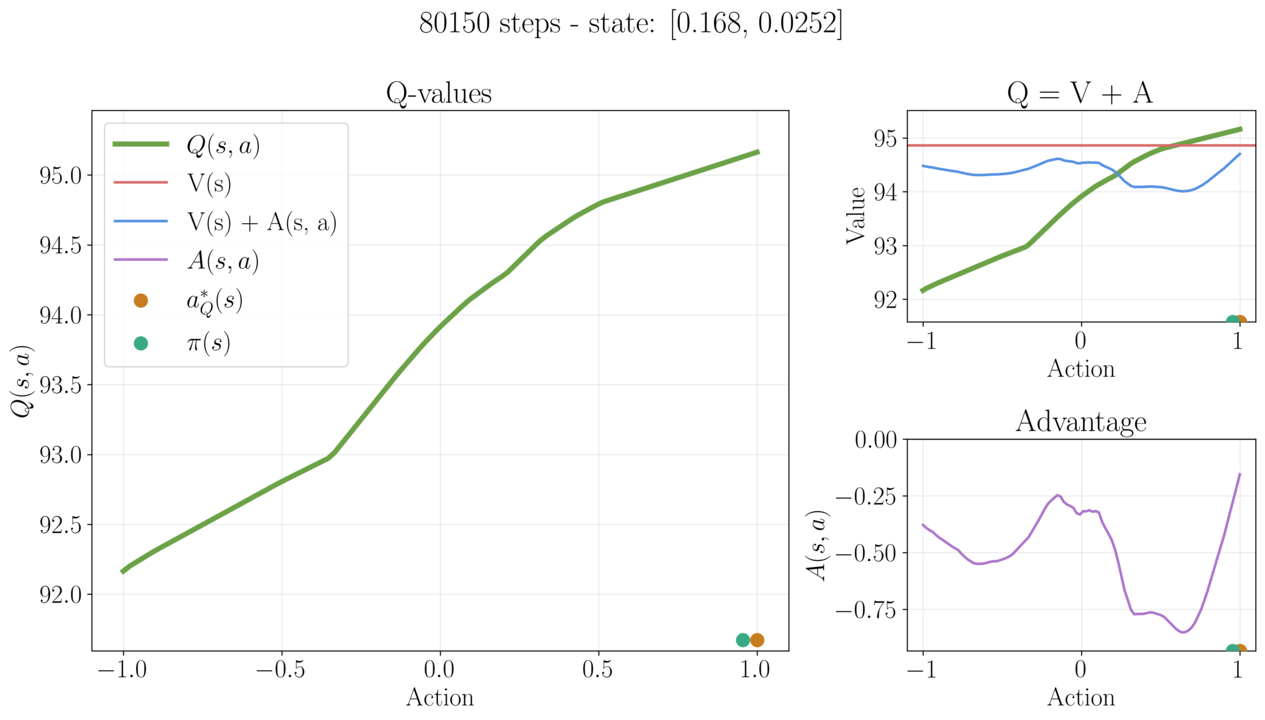 80150 steps - state: [0.168, 0.0252]
Q-values
Q(s, a)
V(s)
V(s) + A(s, a)
A(s, a)
a*Q(s)
π(s)
95.0
94.5
94.0
93.5
93.0
92.5
92.0
Q(s, a)
−1.0 −0.5 0.0 0.5 1.0
Action
Q = V + A
95
94
93
92
Value
−1 0 1
Action
Advantage
0.00
−0.25
−0.50
−0.75
A(s, a)
−1 0 1
Action